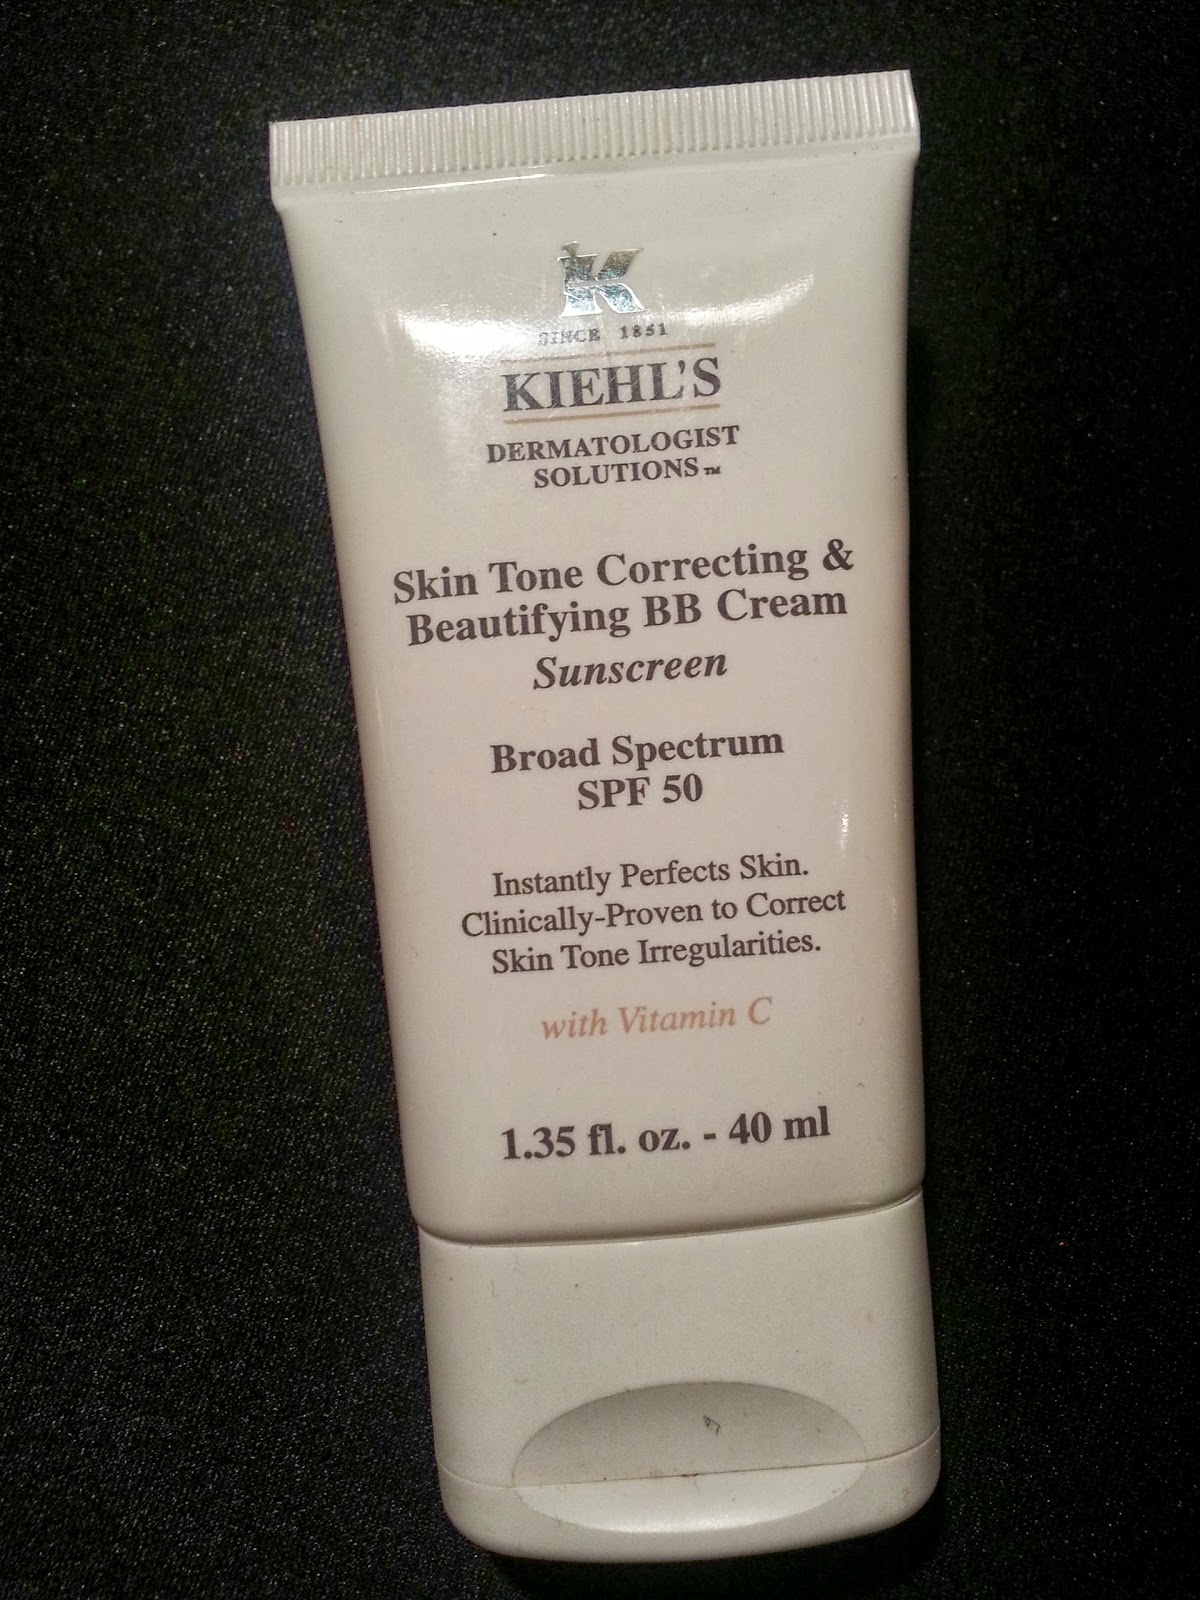 K
SINCE 1851
KIEHL'S
DERMATOLOGIST
SOLUTIONS™
Skin Tone Correcting &
Beautifying BB Cream
Sunscreen
Broad Spectrum
SPF 50
Instantly Perfects Skin.
Clinically-Proven to Correct
Skin Tone Irregularities.
with Vitamin C
1.35 fl. oz. - 40 ml